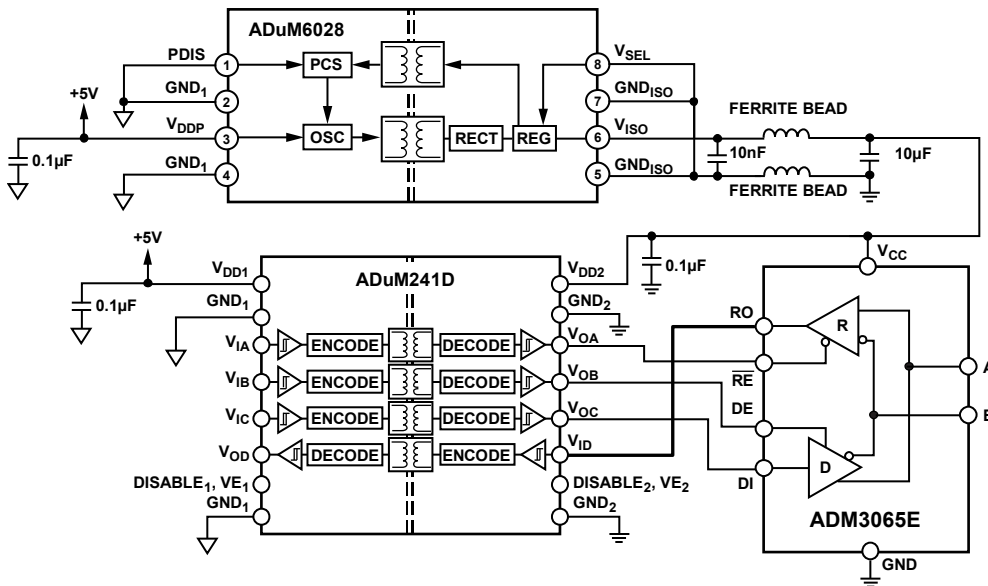 ADuM6028
PDIS 1 PCS 8 VSEL
GND1 2 7 GNDISO
+5V
FERRITE BEAD
VDDP 3 OSC RECT REG 6 VISO
0.1µF 10nF 10µF
GND1 4 5 GNDISO
FERRITE BEAD
+5V
VDD1 ADuM241D VDD2 0.1µF VCC
0.1µF
GND1 GND2
RO R
VIA ENCODE DECODE VOA
RE
A
VIB ENCODE DECODE VOB
DE
B
VIC ENCODE DECODE VOC
VOD DECODE ENCODE VID
D
DI
DISABLE1, VE1 DISABLE2, VE2
GND1 GND2
ADM3065E
GND